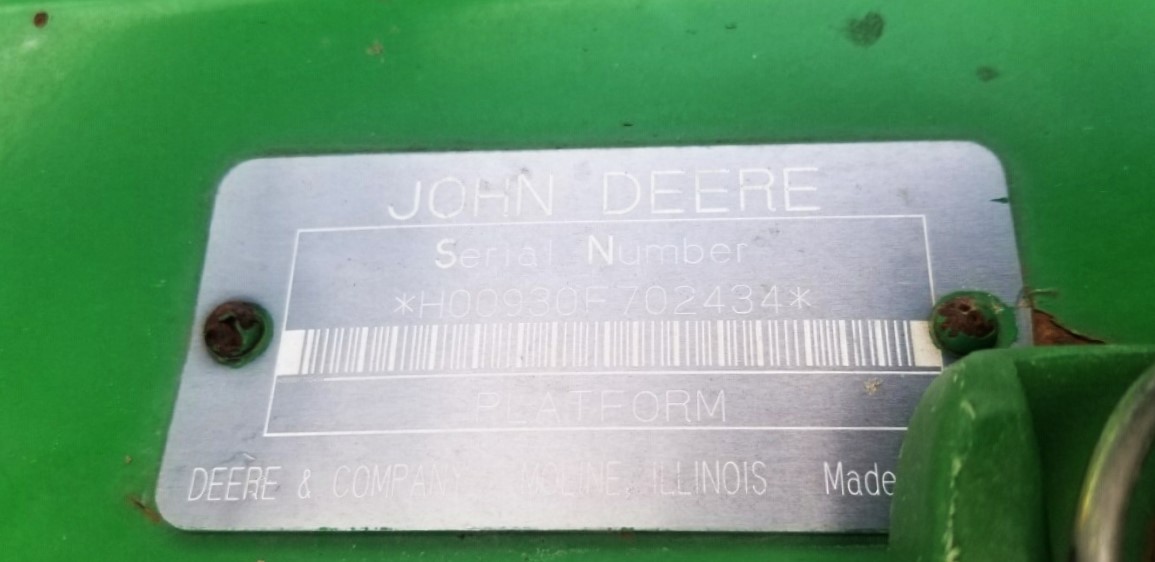 JOHN DEERE
Serial Number
*H00930F702434*
PLATFORM
DEERE & COMPANY MOLINE, ILLINOIS Made